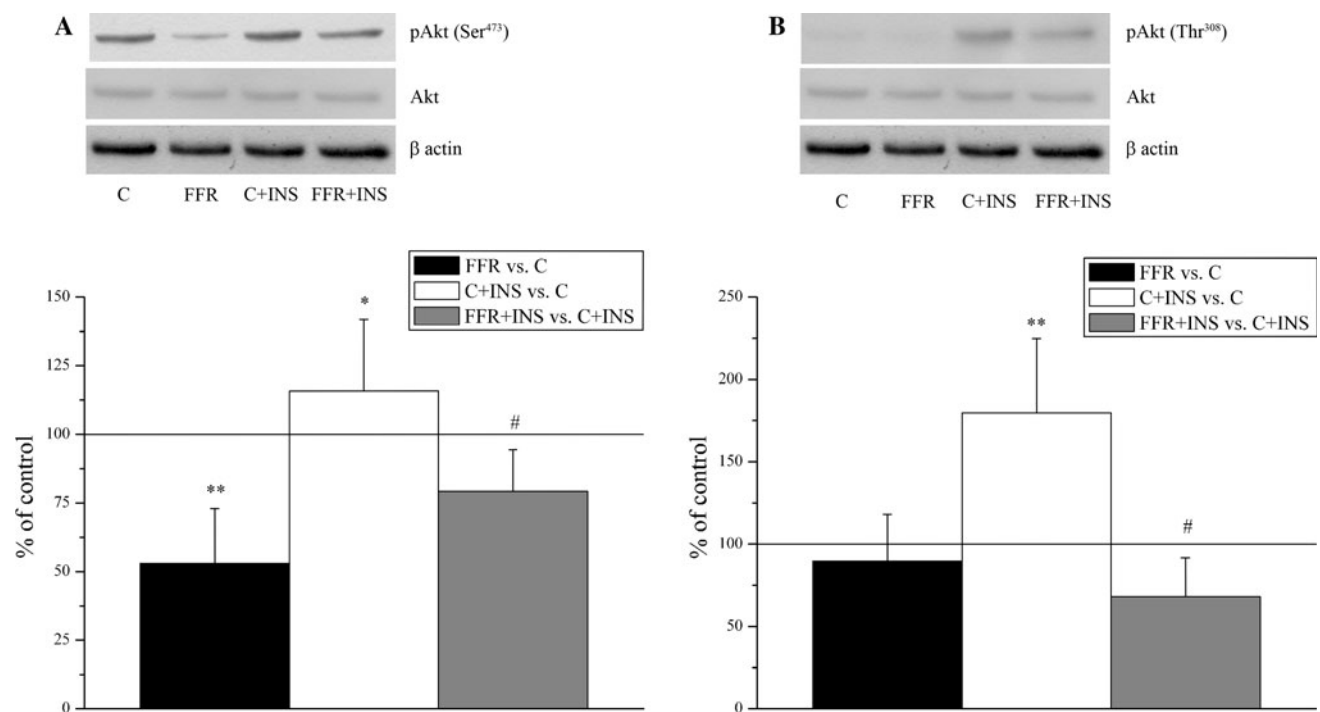 A
pAkt (Ser⁴⁷³)
Akt
β actin
C FFR C+INS FFR+INS
FFR vs. C
C+INS vs. C
FFR+INS vs. C+INS
% of control
150
125
100
75
50
25
0
**
*
#
B
pAkt (Thr³⁰⁸)
Akt
β actin
C FFR C+INS FFR+INS
FFR vs. C
C+INS vs. C
FFR+INS vs. C+INS
% of control
250
200
150
100
50
0
**
#